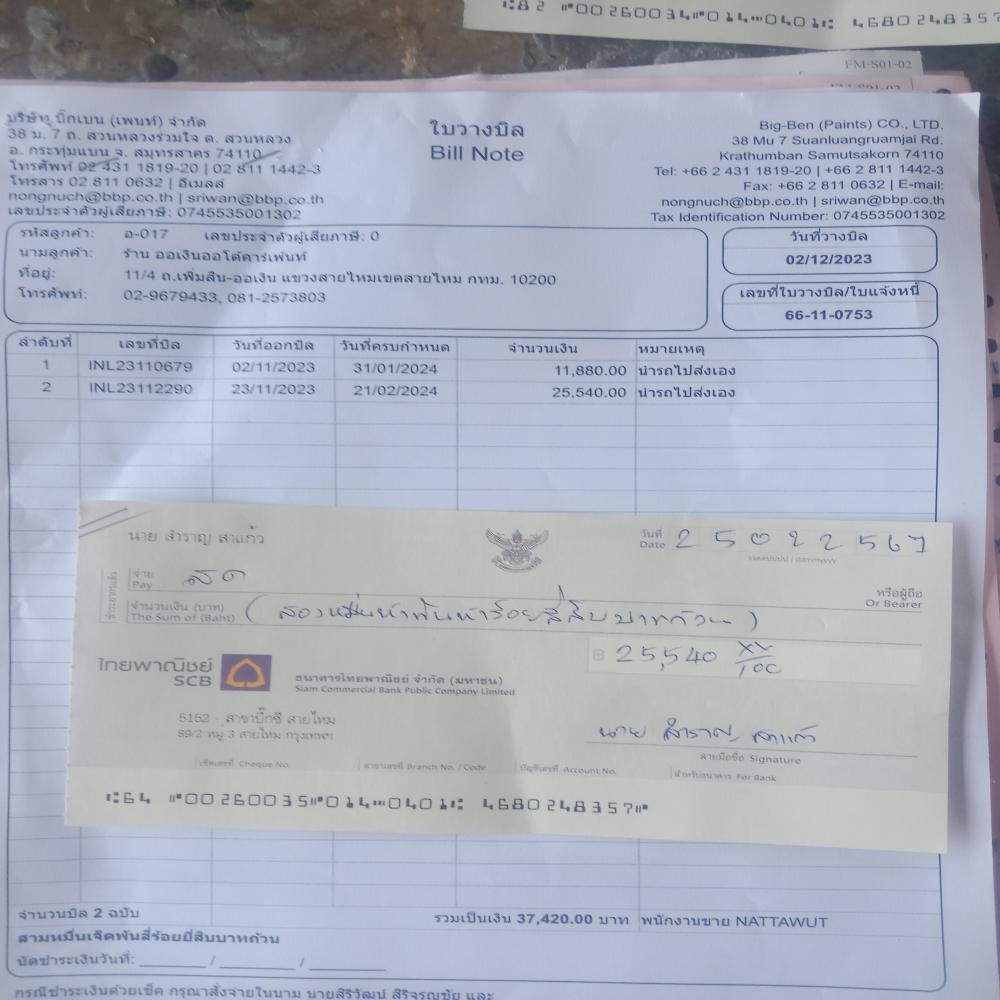 ⑆82 ⑈00260034⑈014⑉0401⑆ 4680248357
FM-S01-02
บริษัท บิ๊กเบน (เพนท์) จำกัด
38 ม. 7 ถ. สวนหลวงร่วมใจ ต. สวนหลวง
อ. กระทุ่มแบน จ. สมุทรสาคร 74110
โทรศัพท์ 02 431 1819-20 | 02 811 1442-3
โทรสาร 02 811 0632 | อีเมลล์
nongnuch@bbp.co.th | sriwan@bbp.co.th
เลขประจำตัวผู้เสียภาษี: 0745535001302
ใบวางบิล
Bill Note
Big-Ben (Paints) CO., LTD.
38 Mu 7 Suanluangruamjai Rd.
Krathumban Samutsakorn 74110
Tel: +66 2 431 1819-20 | +66 2 811 1442-3
Fax: +66 2 811 0632 | E-mail:
nongnuch@bbp.co.th | sriwan@bbp.co.th
Tax Identification Number: 0745535001302
รหัสลูกค้า: อ-017 เลขประจำตัวผู้เสียภาษี: 0
นามลูกค้า: ร้าน ออเงินออโต้คาร์เพ้นท์
ที่อยู่: 11/4 ถ.เพิ่มสิน-ออเงิน แขวงสายไหมเขตสายไหม กทม. 10200
โทรศัพท์: 02-9679433, 081-2573803
วันที่วางบิล
02/12/2023
เลขที่ใบวางบิล/ใบแจ้งหนี้
66-11-0753
ลำดับที่ เลขที่บิล วันที่ออกบิล วันที่ครบกำหนด จำนวนเงิน หมายเหตุ
1 INL23110679 02/11/2023 31/01/2024 11,880.00 นำรถไปส่งเอง
2 INL23112290 23/11/2023 21/02/2024 25,540.00 นำรถไปส่งเอง
นาย สำราญ สาแก้ว
วันที่ 25022567
Date
จ่าย สด
Pay
หรือผู้ถือ
Or Bearer
จำนวนเงิน (บาท) (สองหมื่นห้าพันห้าร้อยสี่สิบบาทถ้วน)
The Sum of (Baht)
฿ 25,540 XX/100
ไทยพาณิชย์
SCB
ธนาคารไทยพาณิชย์ จำกัด (มหาชน)
Siam Commercial Bank Public Company Limited
5152 - สาขาบิ๊กซี สายไหม
89/2 หมู่ 3 สายไหม กรุงเทพฯ
นาย สำราญ สาแก้ว
ลายมือชื่อ Signature
เช็คเลขที่ Cheque No. สาขาเลขที่ Branch No. / Code บัญชีเลขที่ Account No. สำหรับธนาคาร For Bank
⑆64 ⑈00260035⑈014⑉0401⑆ 4680248357⑈
จำนวนบิล 2 ฉบับ รวมเป็นเงิน 37,420.00 บาท พนักงานขาย NATTAWUT
สามหมื่นเจ็ดพันสี่ร้อยยี่สิบบาทถ้วน
นัดชำระเงินวันที่: ______ / ______ / ______
กรณีชำระเงินด้วยเช็ค กรุณาสั่งจ่ายในนาม นายสิริวัฒน์ สิริจรูญชัย และ